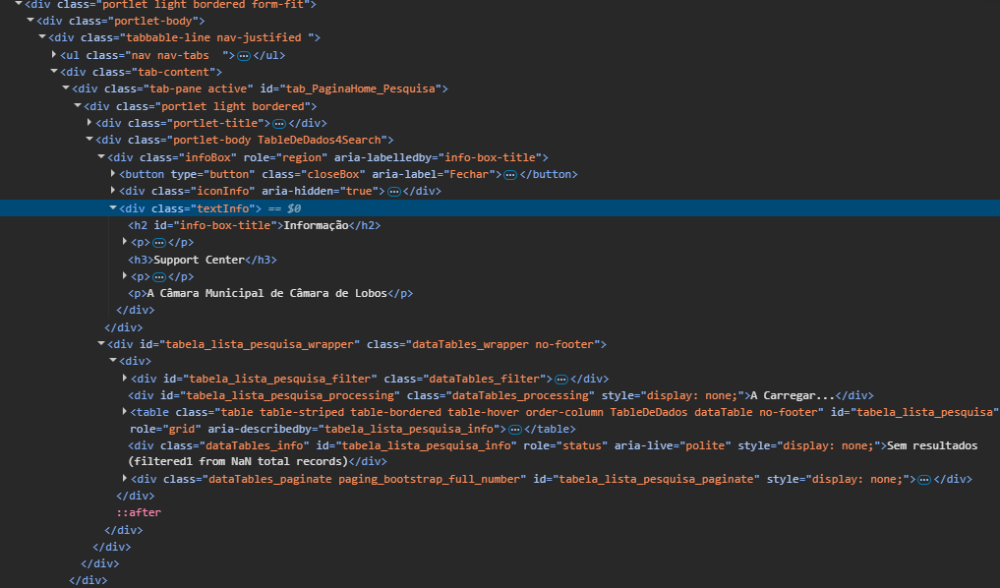 <div class="portlet light bordered form-fit">
<div class="portlet-body">
<div class="tabbable-line nav-justified ">
<ul class="nav nav-tabs  ">…</ul>
<div class="tab-content">
<div class="tab-pane active" id="tab_PaginaHome_Pesquisa">
<div class="portlet light bordered">
<div class="portlet-title">…</div>
<div class="portlet-body TableDeDados4Search">
<div class="infoBox" role="region" aria-labelledby="info-box-title">
<button type="button" class="closeBox" aria-label="Fechar">…</button>
<div class="iconInfo" aria-hidden="true">…</div>
<div class="textInfo"> == $0
<h2 id="info-box-title">Informação</h2>
<p>…</p>
<h3>Support Center</h3>
<p>…</p>
<p>A Câmara Municipal de Câmara de Lobos</p>
</div>
</div>
<div id="tabela_lista_pesquisa_wrapper" class="dataTables_wrapper no-footer">
<div>
<div id="tabela_lista_pesquisa_filter" class="dataTables_filter">…</div>
<div id="tabela_lista_pesquisa_processing" class="dataTables_processing" style="display: none;">A Carregar...</div>
<table class="table table-striped table-bordered table-hover order-column TableDeDados dataTable no-footer" id="tabela_lista_pesquisa"
role="grid" aria-describedby="tabela_lista_pesquisa_info">…</table>
<div class="dataTables_info" id="tabela_lista_pesquisa_info" role="status" aria-live="polite" style="display: none;">Sem resultados
(filtered1 from NaN total records)</div>
<div class="dataTables_paginate paging_bootstrap_full_number" id="tabela_lista_pesquisa_paginate" style="display: none;">…</div>
</div>
::after
</div>
</div>
</div>
</div>